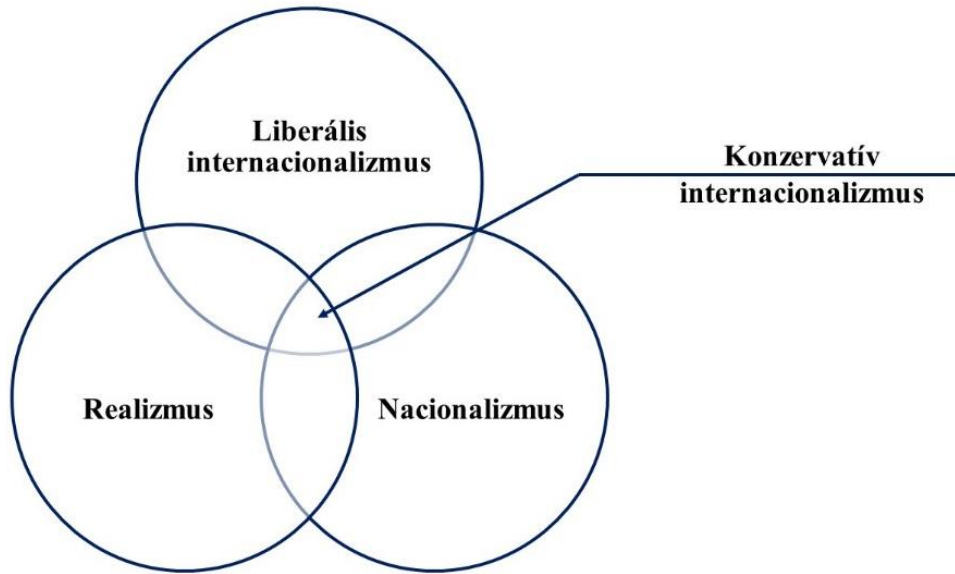 Liberális
internacionalizmus
Konzervatív
internacionalizmus
Realizmus
Nacionalizmus